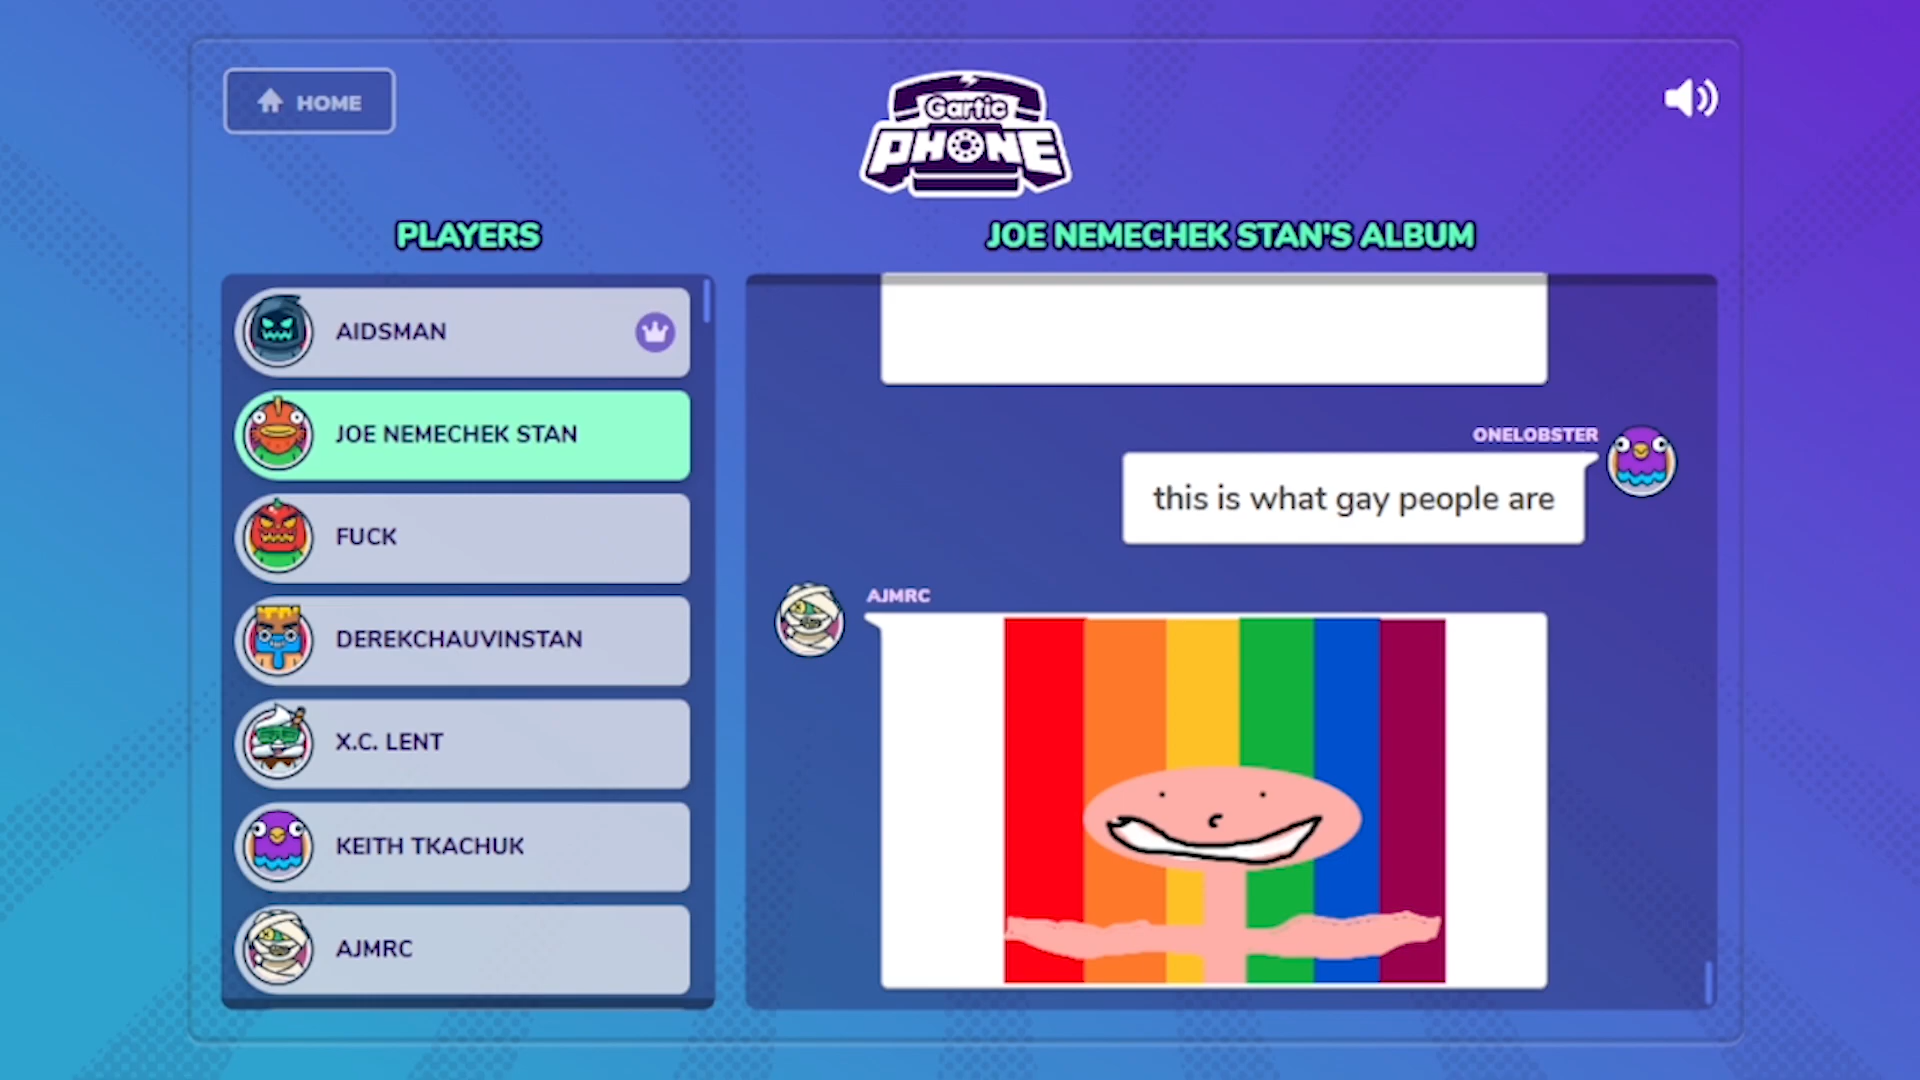 HOME
Gartic
PHONE
PLAYERS
JOE NEMECHEK STAN'S ALBUM
AIDSMAN
JOE NEMECHEK STAN
FUCK
DEREKCHAUVINSTAN
X.C. LENT
KEITH TKACHUK
AJMRC
ONELOBSTER
this is what gay people are
AJMRC